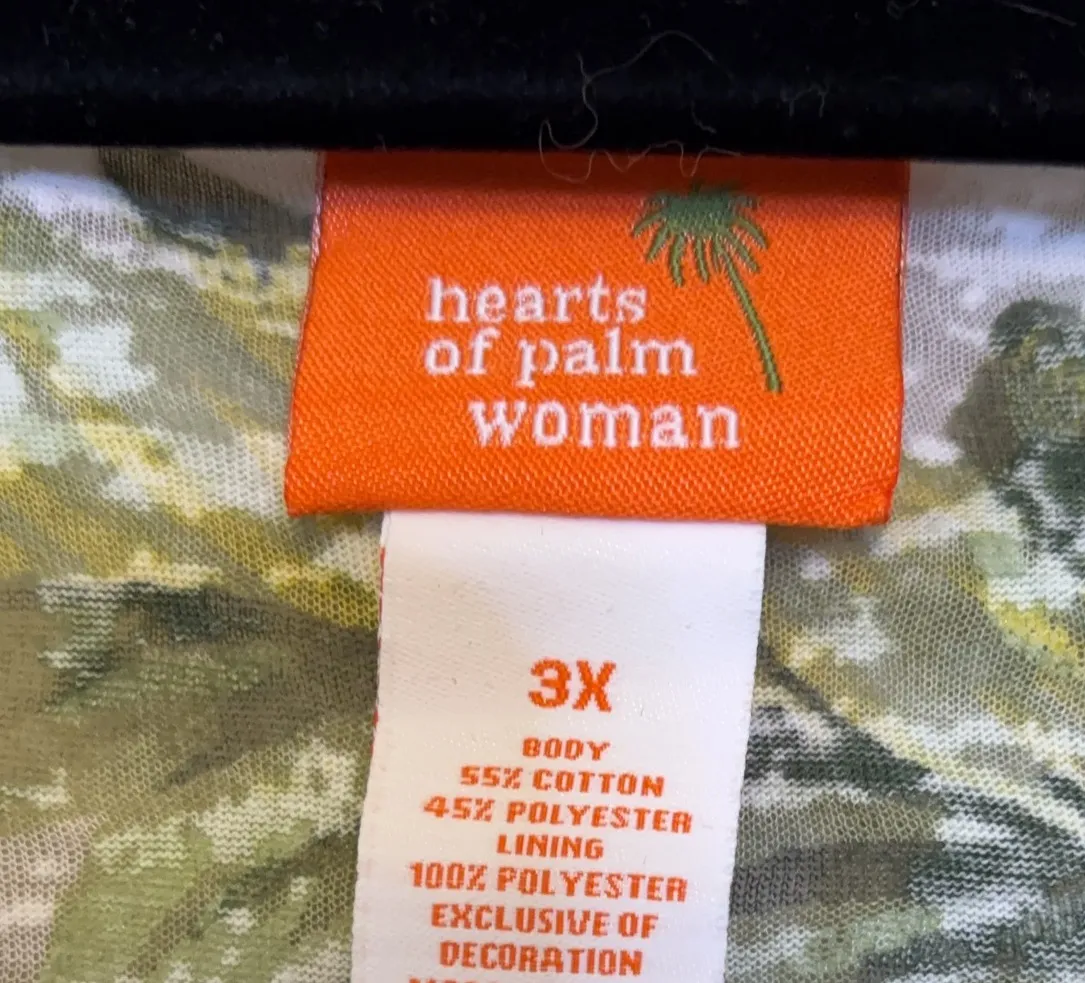 hearts
of palm
woman
3X
BODY
55% COTTON
45% POLYESTER
LINING
100% POLYESTER
EXCLUSIVE OF
DECORATION